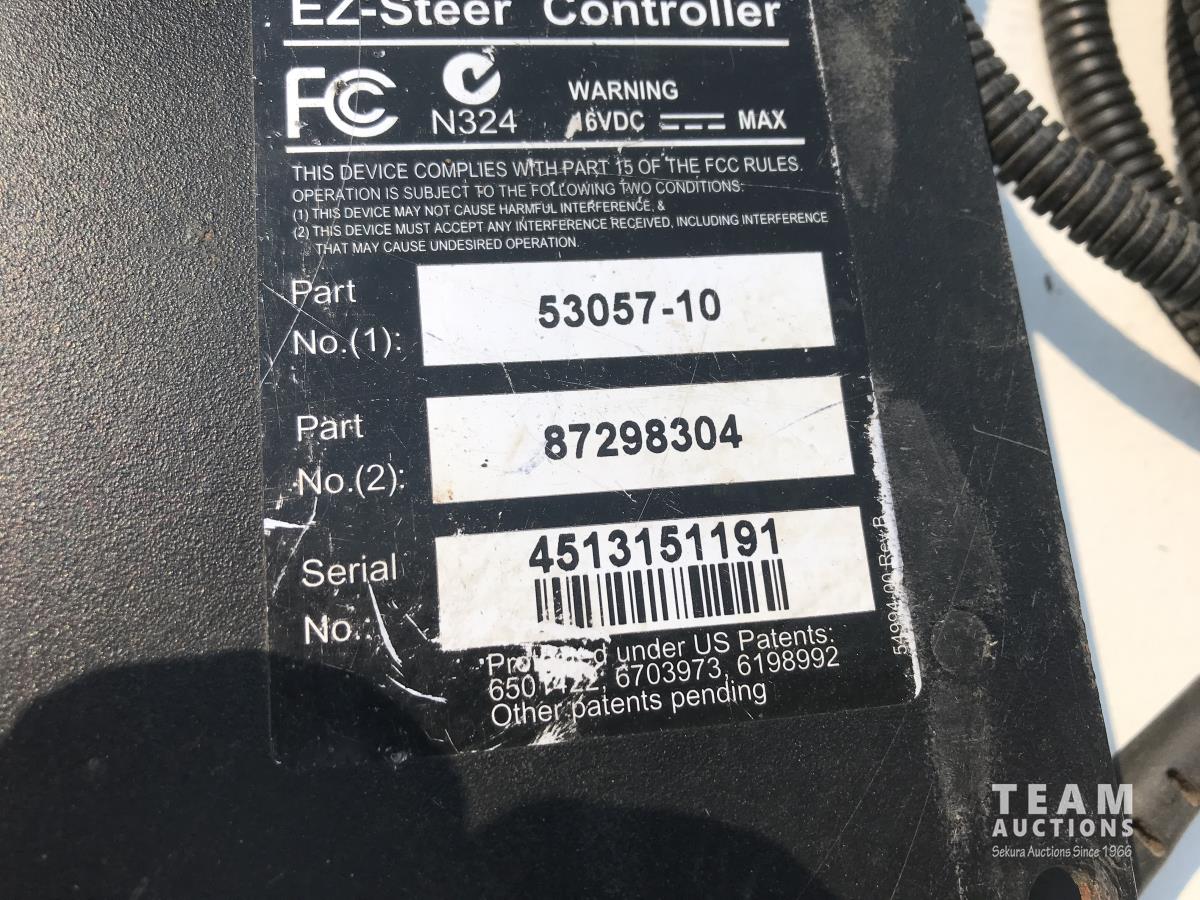 EZ-Steer Controller
FC N324
WARNING
16VDC MAX
THIS DEVICE COMPLIES WITH PART 15 OF THE FCC RULES.
OPERATION IS SUBJECT TO THE FOLLOWING TWO CONDITIONS:
(1) THIS DEVICE MAY NOT CAUSE HARMFUL INTERFERENCE, &
(2) THIS DEVICE MUST ACCEPT ANY INTERFERENCE RECEIVED, INCLUDING INTERFERENCE
THAT MAY CAUSE UNDESIRED OPERATION.
Part
No.(1): 53057-10
Part
No.(2): 87298304
Serial
No.: 4513151191
under US Patents:
6703973, 6198992
Other patents pending
54994-00 Rev B
TEAM
AUCTIONS
Sekura Auctions Since 1966